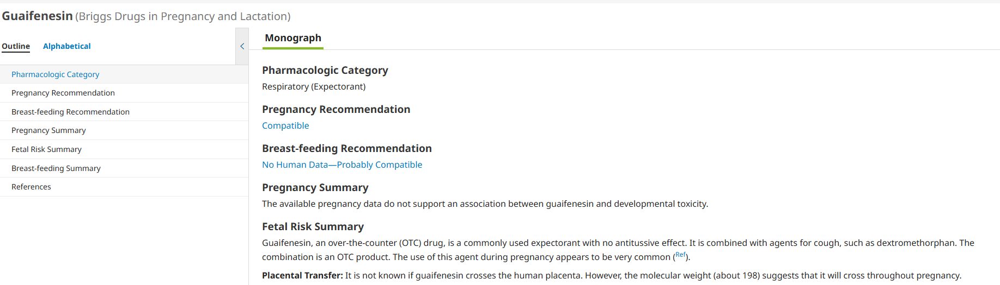 Guaifenesin (Briggs Drugs in Pregnancy and Lactation)
Outline Alphabetical
Pharmacologic Category
Pregnancy Recommendation
Breast-feeding Recommendation
Pregnancy Summary
Fetal Risk Summary
Breast-feeding Summary
References
Monograph
Pharmacologic Category
Respiratory (Expectorant)
Pregnancy Recommendation
Compatible
Breast-feeding Recommendation
No Human Data—Probably Compatible
Pregnancy Summary
The available pregnancy data do not support an association between guaifenesin and developmental toxicity.
Fetal Risk Summary
Guaifenesin, an over-the-counter (OTC) drug, is a commonly used expectorant with no antitussive effect. It is combined with agents for cough, such as dextromethorphan. The
combination is an OTC product. The use of this agent during pregnancy appears to be very common (Ref).
Placental Transfer: It is not known if guaifenesin crosses the human placenta. However, the molecular weight (about 198) suggests that it will cross throughout pregnancy.